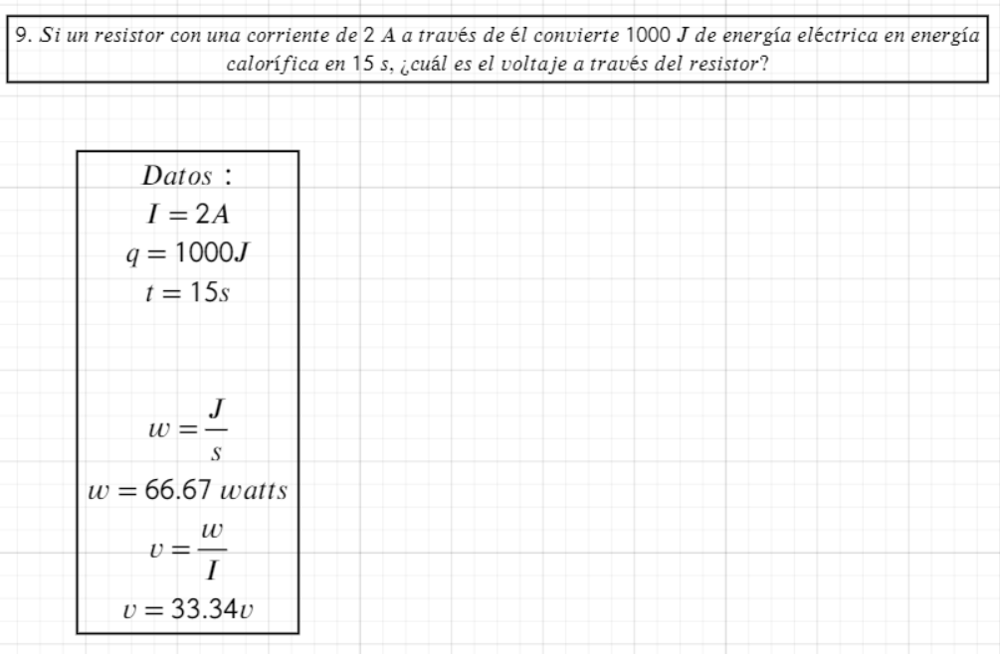 9. Si un resistor con una corriente de 2 A a través de él convierte 1000 J de energía eléctrica en energía
calorífica en 15 s, ¿cuál es el voltaje a través del resistor?
Datos :
I = 2A
q = 1000J
t = 15s
w = J/s
w = 66.67 watts
v = w/I
v = 33.34v